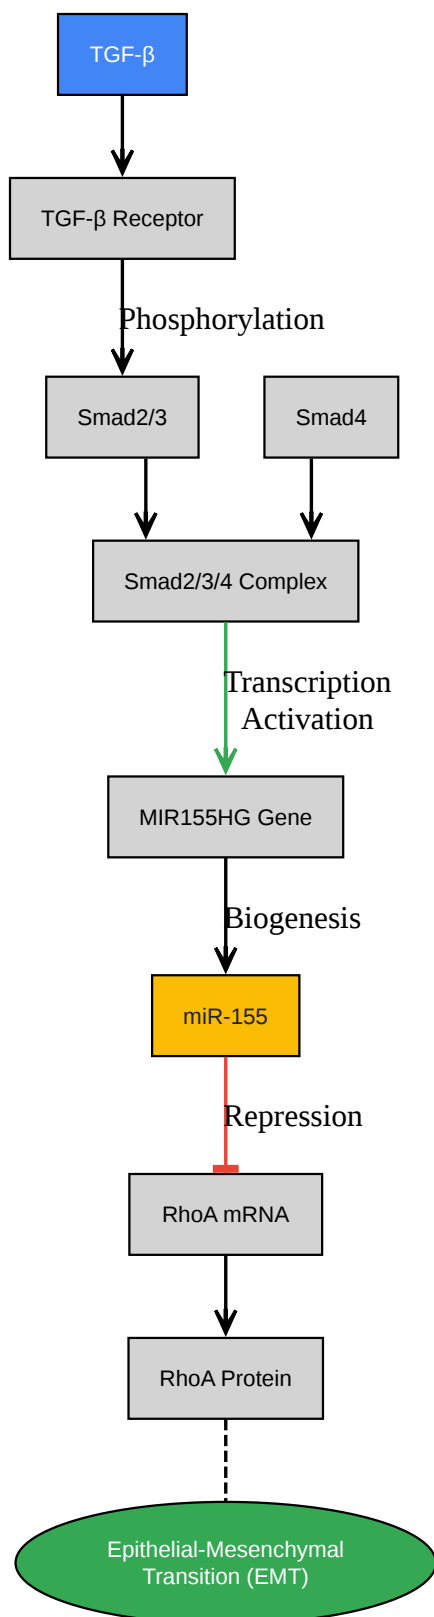 TGF-β
TGF-β Receptor
Phosphorylation
Smad2/3
Smad4
Smad2/3/4 Complex
Transcription
Activation
MIR155HG Gene
Biogenesis
miR-155
Repression
RhoA mRNA
RhoA Protein
Epithelial-Mesenchymal
Transition (EMT)